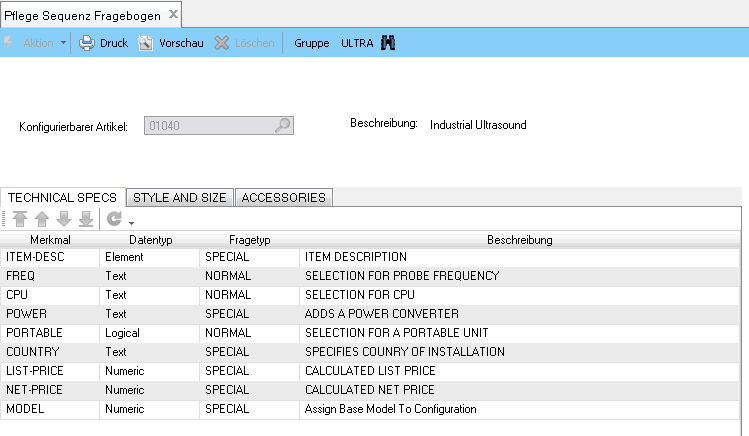 Pflege Sequenz Fragebogen
Aktion Druck Vorschau Löschen Gruppe ULTRA
Konfigurierbarer Artikel: 01040 Beschreibung: Industrial Ultrasound
TECHNICAL SPECS STYLE AND SIZE ACCESSORIES
Merkmal Datentyp Fragetyp Beschreibung
ITEM-DESC Element SPECIAL ITEM DESCRIPTION
FREQ Text NORMAL SELECTION FOR PROBE FREQUENCY
CPU Text NORMAL SELECTION FOR CPU
POWER Text SPECIAL ADDS A POWER CONVERTER
PORTABLE Logical NORMAL SELECTION FOR A PORTABLE UNIT
COUNTRY Text SPECIAL SPECIFIES COUNRY OF INSTALLATION
LIST-PRICE Numeric SPECIAL CALCULATED LIST PRICE
NET-PRICE Numeric SPECIAL CALCULATED NET PRICE
MODEL Numeric SPECIAL Assign Base Model To Configuration